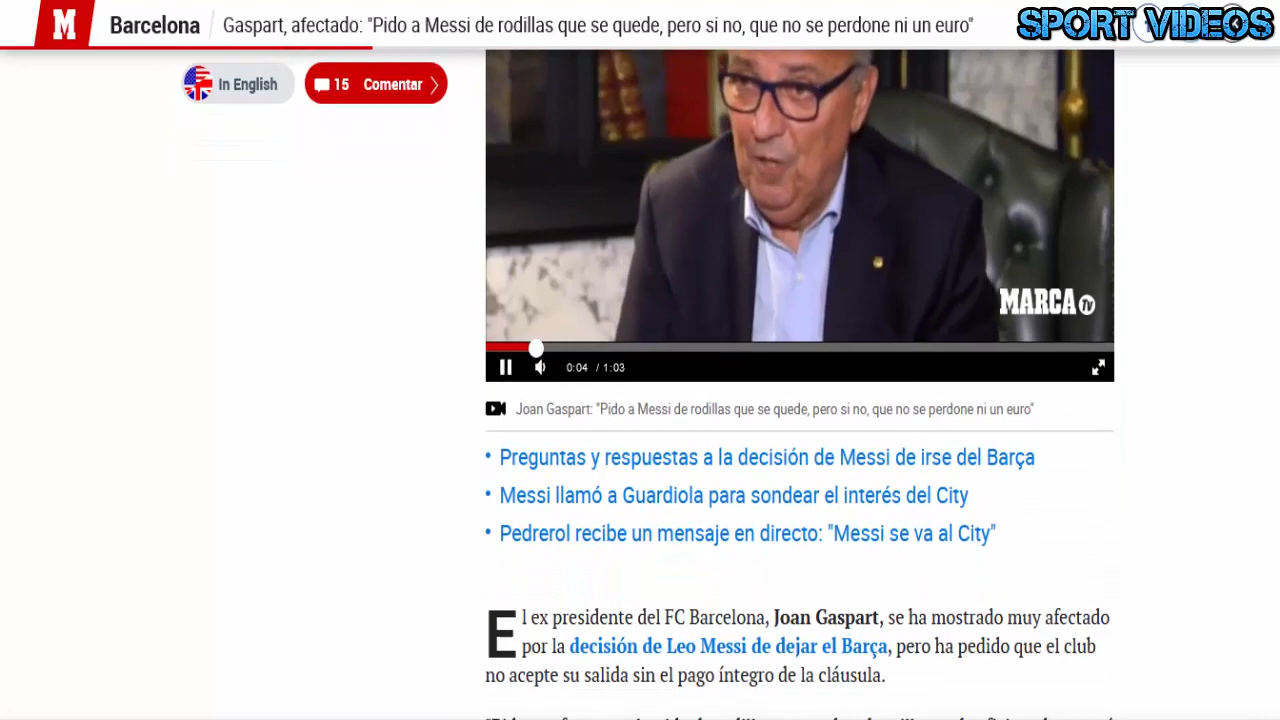 M Barcelona Gaspart, afectado: "Pido a Messi de rodillas que se quede, pero si no, que no se perdone ni un euro"
SPORT VIDEOS
In English
15 Comentar
MARCA TV
0:04 / 1:03
Joan Gaspart: "Pido a Messi de rodillas que se quede, pero si no, que no se perdone ni un euro"
• Preguntas y respuestas a la decisión de Messi de irse del Barça
• Messi llamó a Guardiola para sondear el interés del City
• Pedrerol recibe un mensaje en directo: "Messi se va al City"
El ex presidente del FC Barcelona, Joan Gaspart, se ha mostrado muy afectado
por la decisión de Leo Messi de dejar el Barça, pero ha pedido que el club
no acepte su salida sin el pago íntegro de la cláusula.